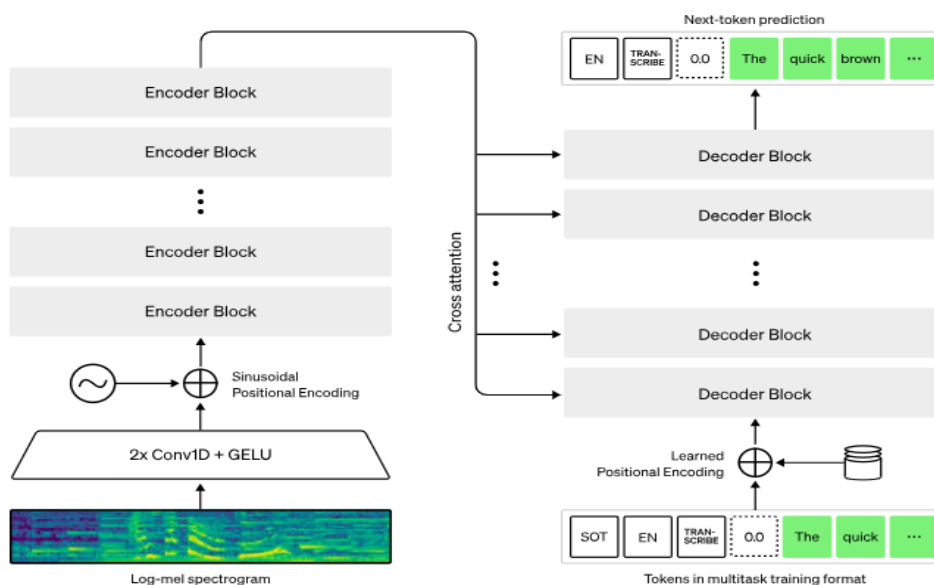 Next-token prediction
EN
TRAN-
SCRIBE
0.0
The
quick
brown
...
Encoder Block
Encoder Block
Encoder Block
Encoder Block
Sinusoidal
Positional Encoding
2x Conv1D + GELU
Log-mel spectrogram
Cross attention
Decoder Block
Decoder Block
Decoder Block
Decoder Block
Learned
Positional Encoding
SOT
EN
TRAN-
SCRIBE
0.0
The
quick
...
Tokens in multitask training format